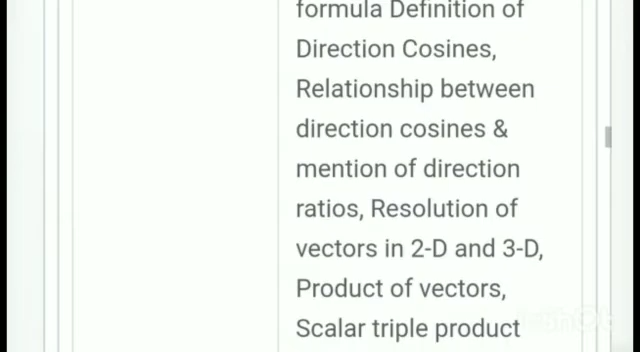 formula Definition of
Direction Cosines,
Relationship between
direction cosines &
mention of direction
ratios, Resolution of
vectors in 2-D and 3-D,
Product of vectors,
Scalar triple product